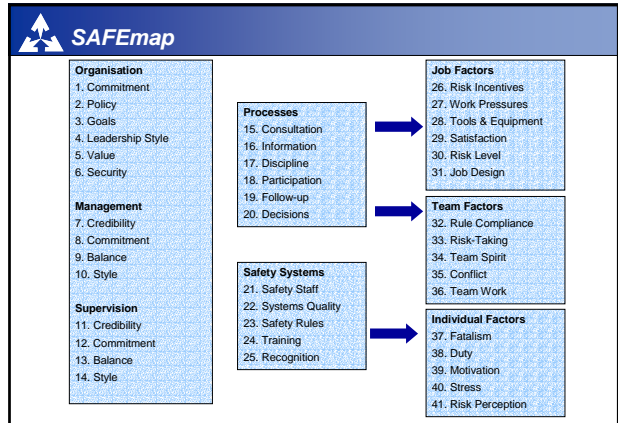 SAFEmap
Organisation
1. Commitment
2. Policy
3. Goals
4. Leadership Style
5. Value
6. Security
Management
7. Credibility
8. Commitment
9. Balance
10. Style
Supervision
11. Credibility
12. Commitment
13. Balance
14. Style
Processes
15. Consultation
16. Information
17. Discipline
18. Participation
19. Follow-up
20. Decisions
Safety Systems
21. Safety Staff
22. Systems Quality
23. Safety Rules
24. Training
25. Recognition
Job Factors
26. Risk Incentives
27. Work Pressures
28. Tools & Equipment
29. Satisfaction
30. Risk Level
31. Job Design
Team Factors
32. Rule Compliance
33. Risk-Taking
34. Team Spirit
35. Conflict
36. Team Work
Individual Factors
37. Fatalism
38. Duty
39. Motivation
40. Stress
41. Risk Perception